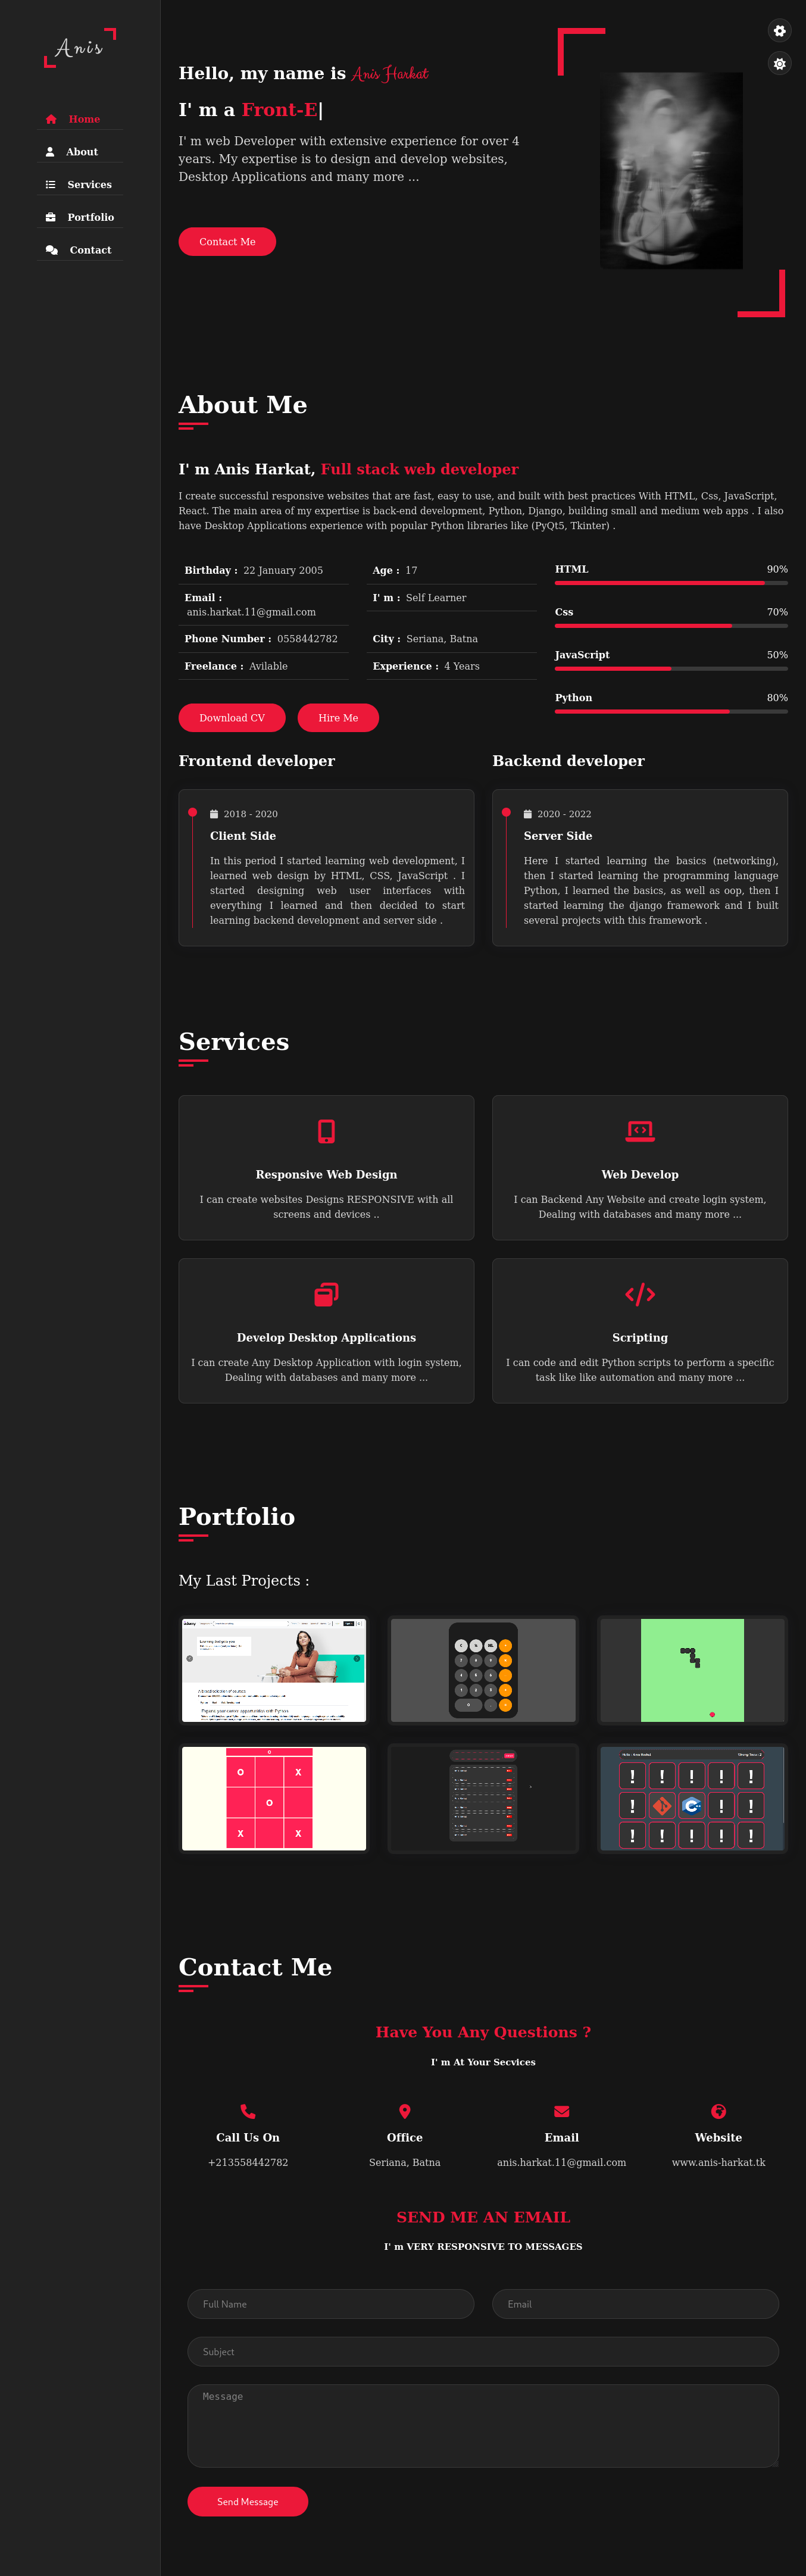 Anis
Home
About
Services
Portfolio
Contact
Hello, my name is Anis Harkat
I' m a Front-E|
I' m web Developer with extensive experience for over 4
years. My expertise is to design and develop websites,
Desktop Applications and many more ...
Contact Me
About Me
I' m Anis Harkat, Full stack web developer
I create successful responsive websites that are fast, easy to use, and built with best practices With HTML, Css, JavaScript,
React. The main area of my expertise is back-end development, Python, Django, building small and medium web apps . I also
have Desktop Applications experience with popular Python libraries like (PyQt5, Tkinter) .
Birthday : 22 January 2005
Age : 17
Email :
anis.harkat.11@gmail.com
I' m : Self Learner
Phone Number : 0558442782
City : Seriana, Batna
Freelance : Avilable
Experience : 4 Years
HTML 90%
Css 70%
JavaScript 50%
Python 80%
Download CV
Hire Me
Frontend developer
2018 - 2020
Client Side
In this period I started learning web development, I
learned web design by HTML, CSS, JavaScript . I
started designing web user interfaces with
everything I learned and then decided to start
learning backend development and server side .
Backend developer
2020 - 2022
Server Side
Here I started learning the basics (networking),
then I started learning the programming language
Python, I learned the basics, as well as oop, then I
started learning the django framework and I built
several projects with this framework .
Services
Responsive Web Design
I can create websites Designs RESPONSIVE with all
screens and devices ..
Web Develop
I can Backend Any Website and create login system,
Dealing with databases and many more ...
Develop Desktop Applications
I can create Any Desktop Application with login system,
Dealing with databases and many more ...
Scripting
I can code and edit Python scripts to perform a specific
task like like automation and many more ...
Portfolio
My Last Projects :
O
O X
O
X X
Contact Me
Have You Any Questions ?
I' m At Your Secvices
Call Us On
+213558442782
Office
Seriana, Batna
Email
anis.harkat.11@gmail.com
Website
www.anis-harkat.tk
SEND ME AN EMAIL
I' m VERY RESPONSIVE TO MESSAGES
Full Name
Email
Subject
Message
Send Message